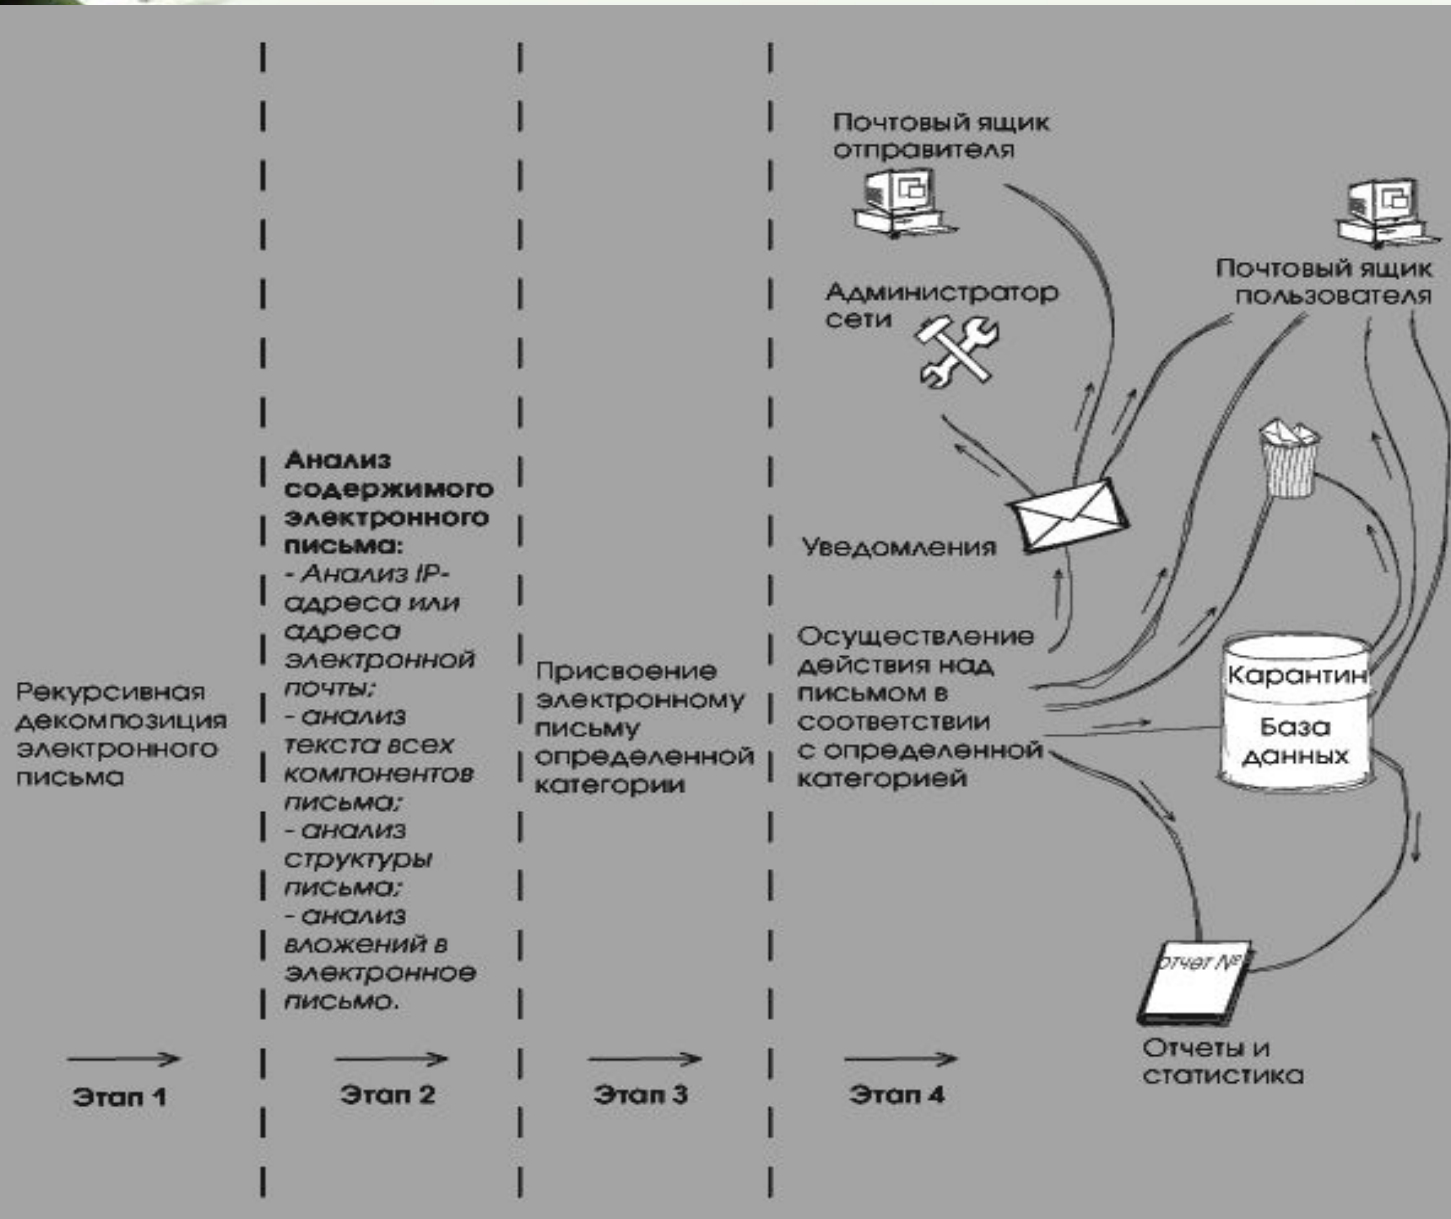 Рекурсивная
декомпозиция
электронного
письма
Этап 1
Анализ
содержимого
электронного
письма:
- Анализ IP-
адреса или
адреса
электронной
почты;
- анализ
текста всех
компонентов
письма;
- анализ
структуры
письма;
- анализ
вложений в
электронное
письмо.
Этап 2
Присвоение
электронному
письму
определенной
категории
Этап 3
Почтовый ящик
отправителя
Администратор
сети
Уведомления
Осуществление
действия над
письмом в
соответствии
с определенной
категорией
Этап 4
Почтовый ящик
пользователя
Карантин
База
данных
отчет №
Отчеты и
статистика